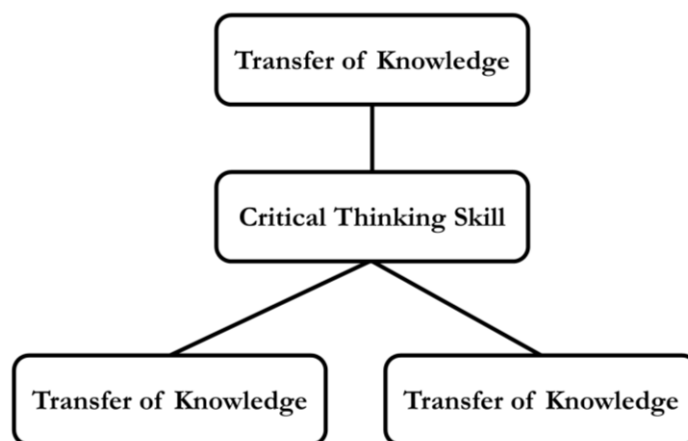 Transfer of Knowledge
Critical Thinking Skill
Transfer of Knowledge
Transfer of Knowledge